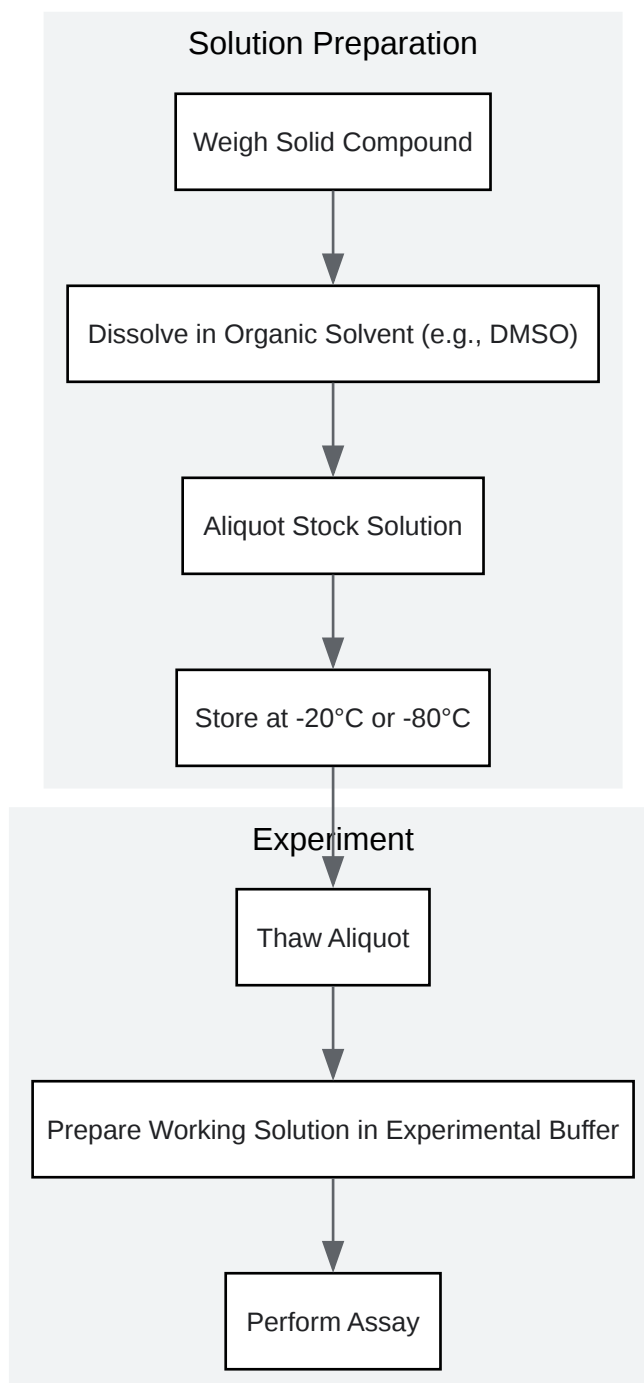 Solution Preparation
Weigh Solid Compound
Dissolve in Organic Solvent (e.g., DMSO)
Aliquot Stock Solution
Store at -20°C or -80°C
Experiment
Thaw Aliquot
Prepare Working Solution in Experimental Buffer
Perform Assay